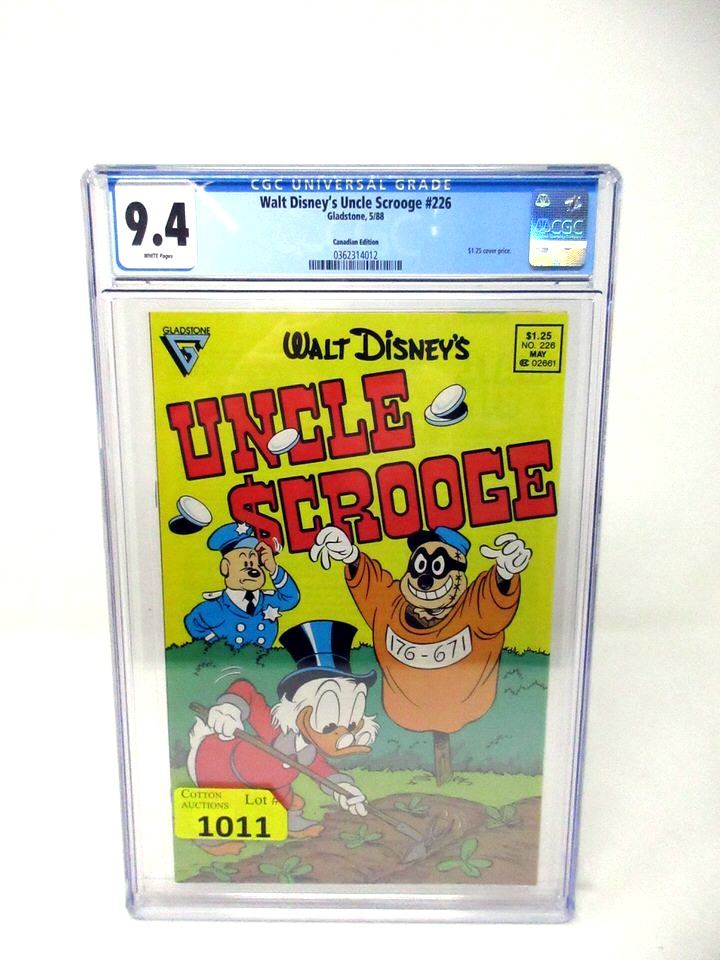 CGC UNIVERSAL GRADE
9.4
WHITE Pages
Walt Disney's Uncle Scrooge #226
Gladstone, 5/88
Canadian Edition
$1.25 cover price.
0362314012
CGC
GLADSTONE
G
WALT DISNEY'S
$1.25
NO. 226
MAY
02661
UNCLE
$CROOGE
176-671
COTTON
AUCTIONS
Lot #
1011